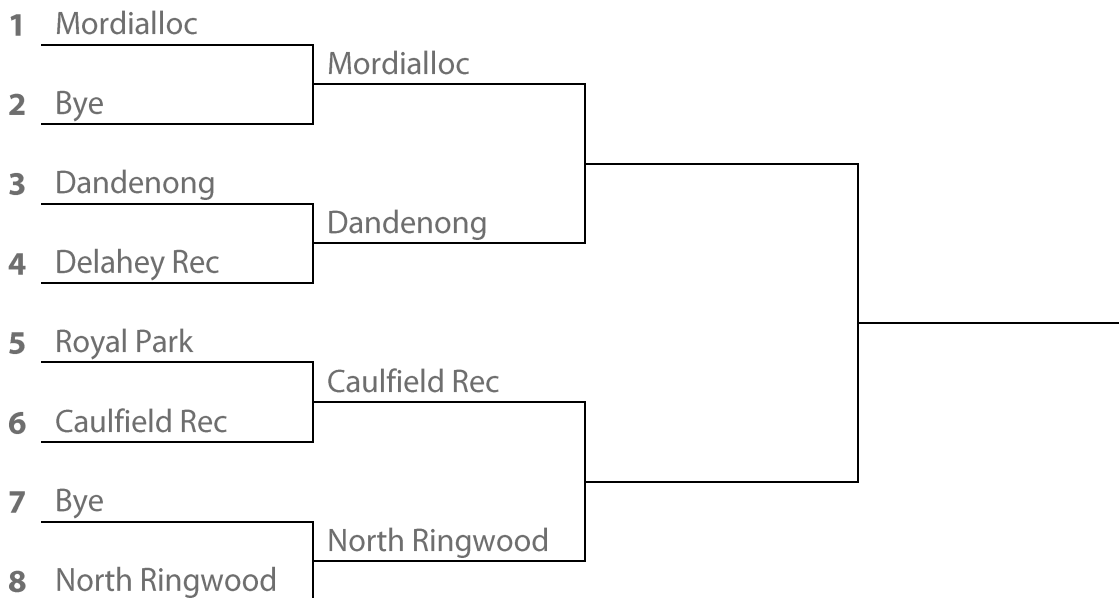 1 Mordialloc
Mordialloc
2 Bye
3 Dandenong
Dandenong
4 Delahey Rec
5 Royal Park
Caulfield Rec
6 Caulfield Rec
7 Bye
North Ringwood
8 North Ringwood